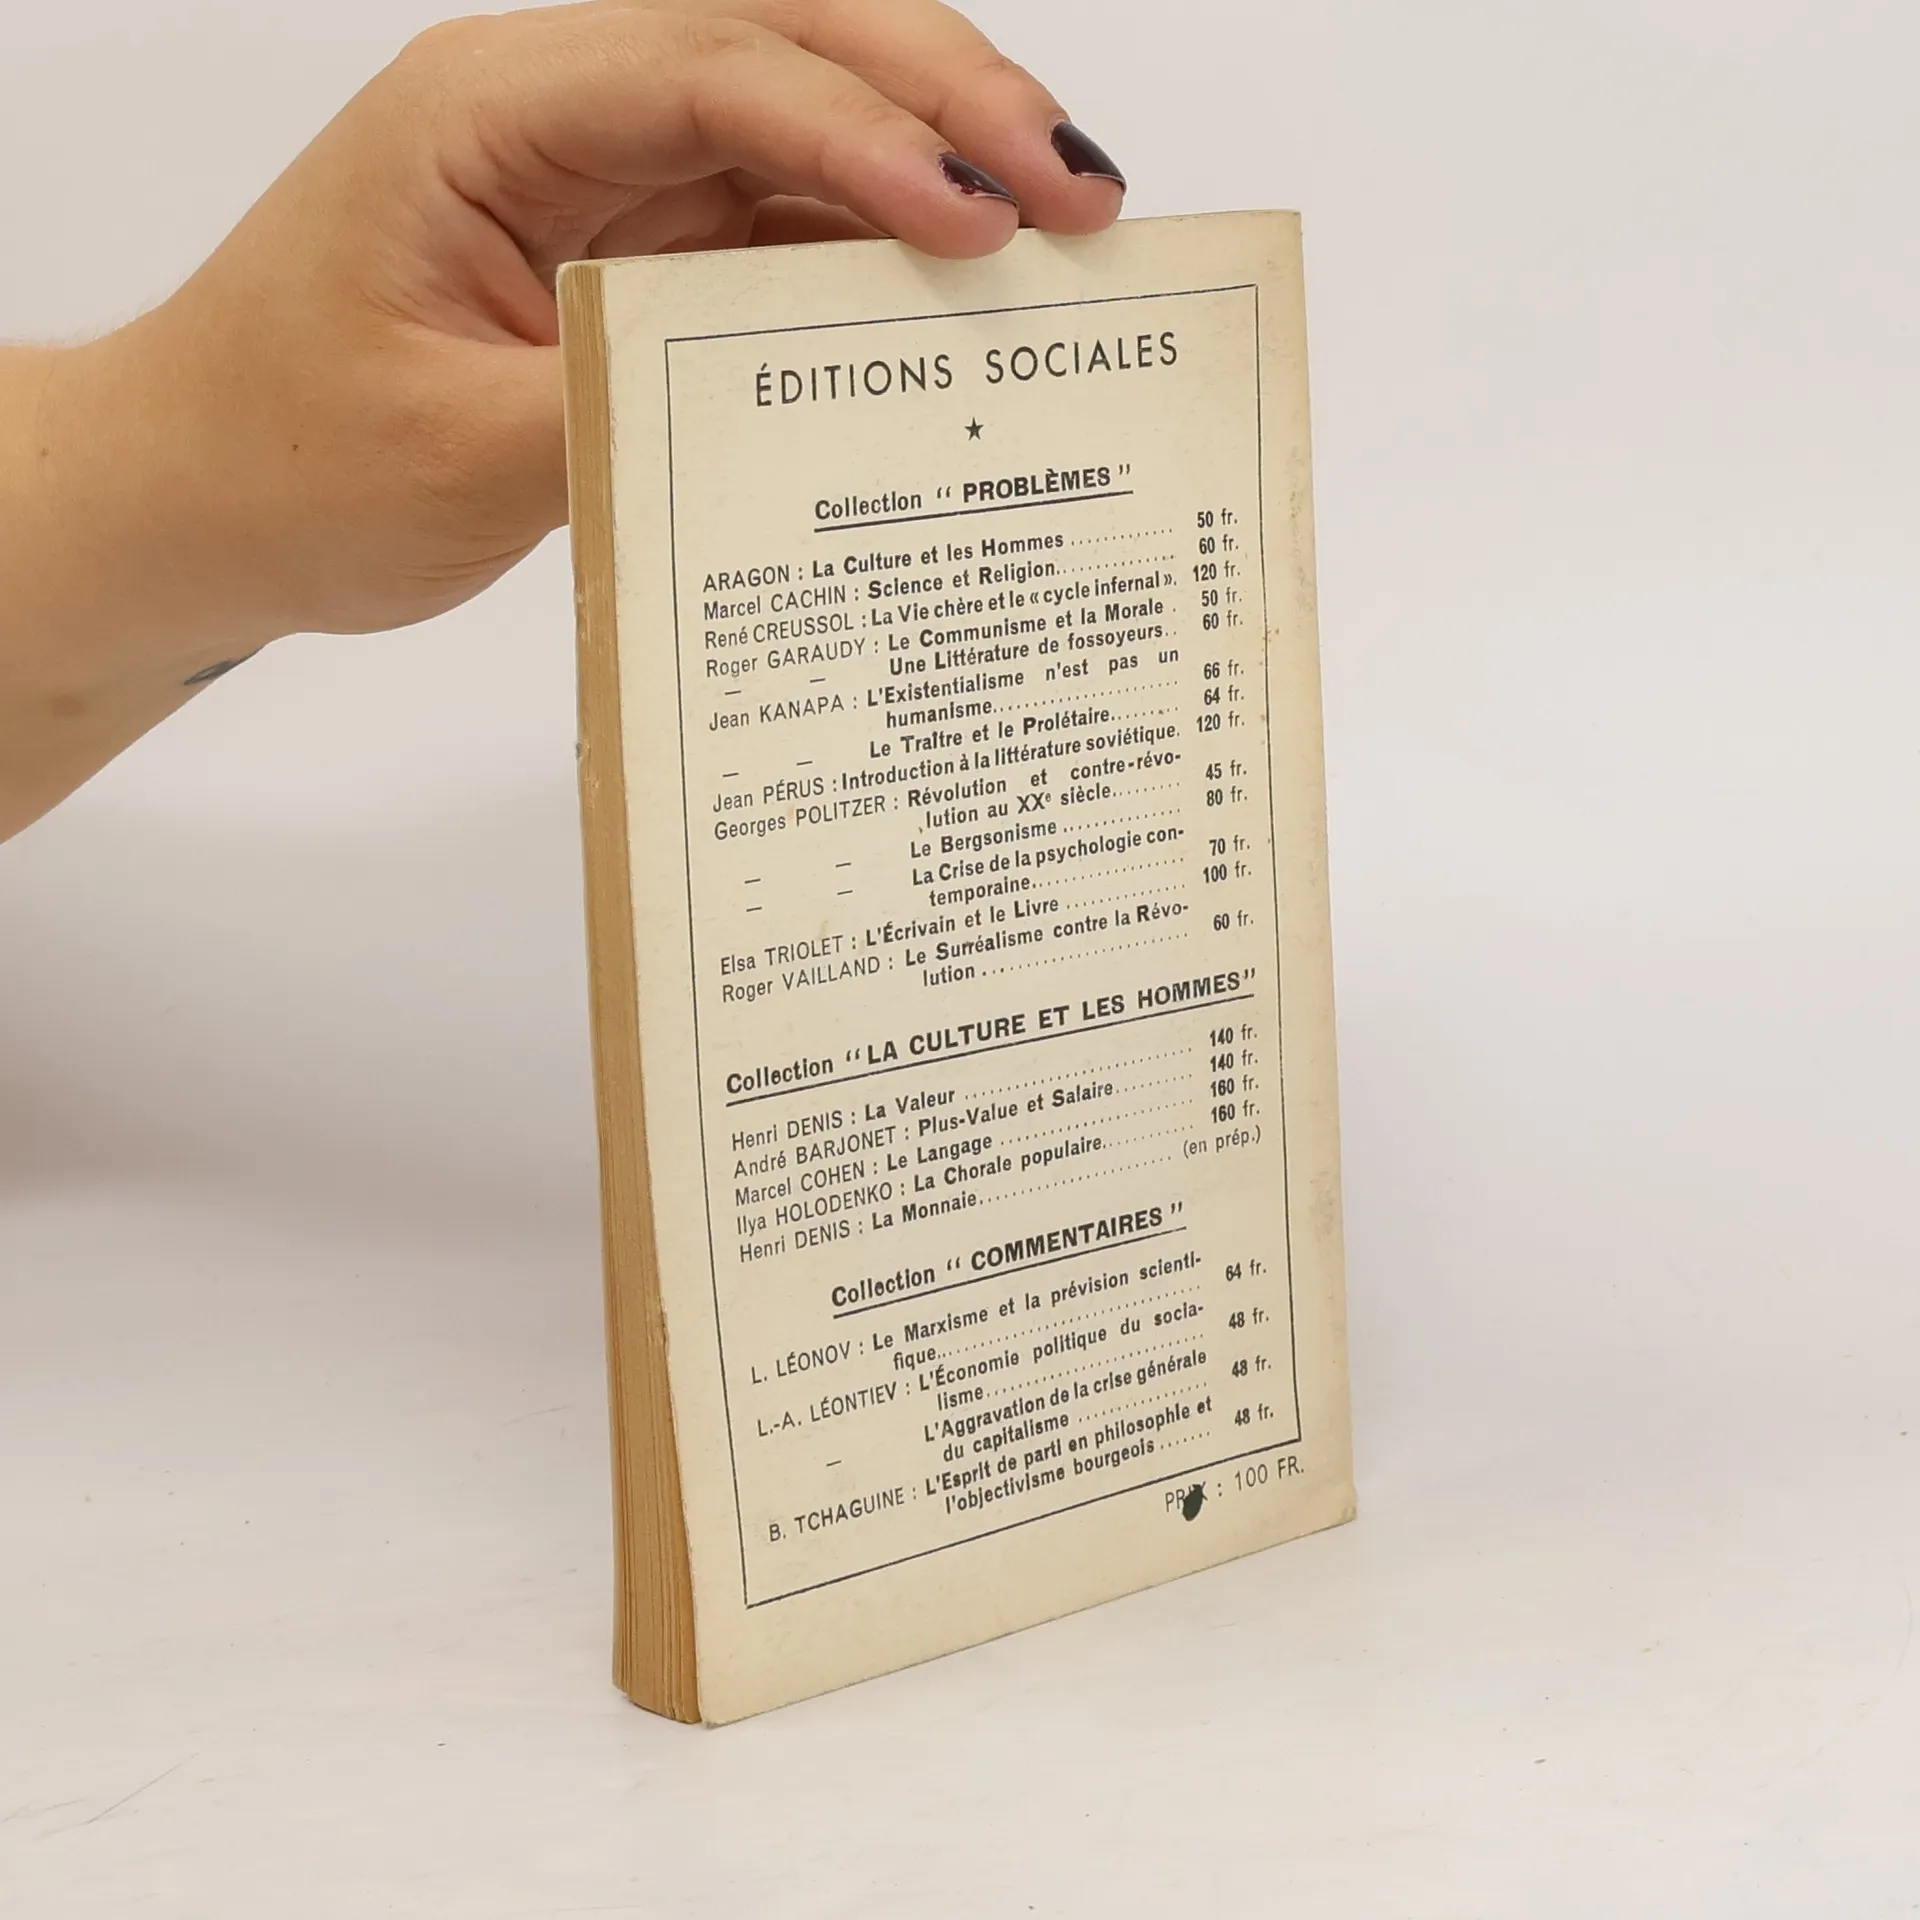 ÉDITIONS SOCIALES
★
Collection “ PROBLÈMES ”
ARAGON : La Culture et les Hommes ............. 50 fr.
Marcel CACHIN : Science et Religion.............. 60 fr.
René CREUSSOL : La Vie chère et le « cycle infernal ». 120 fr.
Roger GARAUDY : Le Communisme et la Morale . 50 fr.
— — Une Littérature de fossoyeurs.. 60 fr.
Jean KANAPA : L'Existentialisme n'est pas un
humanisme.................... 66 fr.
— — Le Traître et le Prolétaire......... 64 fr.
Jean PÉRUS : Introduction à la littérature soviétique. 120 fr.
Georges POLITZER : Révolution et contre-révo-
lution au XXe siècle......... 45 fr.
— — Le Bergsonisme ............. 80 fr.
— — La Crise de la psychologie con-
temporaine................... 70 fr.
Elsa TRIOLET : L'Écrivain et le Livre ............. 100 fr.
Roger VAILLAND : Le Surréalisme contre la Révo-
lution ........................ 60 fr.
Collection “ LA CULTURE ET LES HOMMES ”
Henri DENIS : La Valeur ......................... 140 fr.
André BARJONET : Plus-Value et Salaire.......... 140 fr.
Marcel COHEN : Le Langage ..................... 160 fr.
Ilya HOLODENKO : La Chorale populaire........... 160 fr.
Henri DENIS : La Monnaie..................... (en prép.)
Collection “ COMMENTAIRES ”
L. LÉONOV : Le Marxisme et la prévision scienti-
fique........................... 64 fr.
L.-A. LÉONTIEV : L'Économie politique du socia-
lisme....................... 48 fr.
— L'Aggravation de la crise générale
du capitalisme .............. 48 fr.
B. TCHAGUINE : L'Esprit de parti en philosophie et
l'objectivisme bourgeois ....... 48 fr.
PRIX : 100 FR.